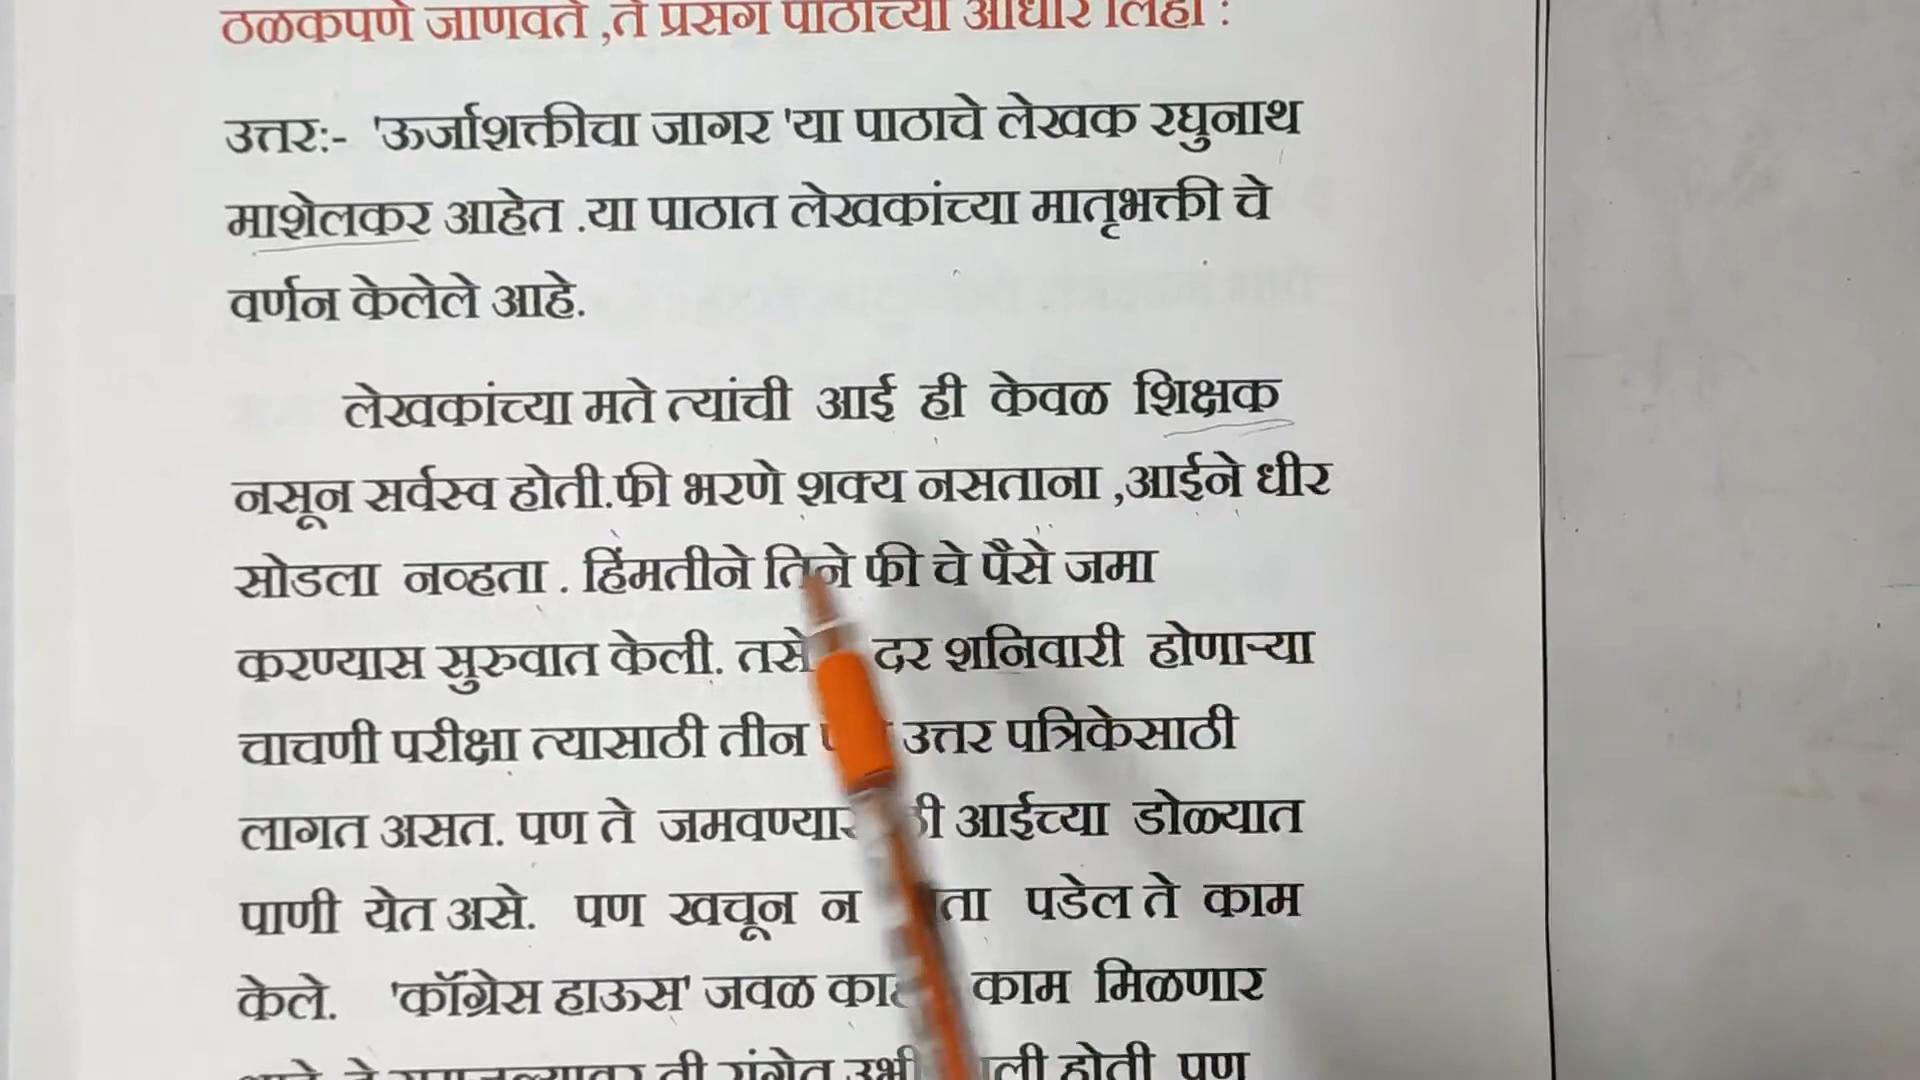 ठळकपणे जाणवते ,ते प्रसंग पाठाच्या आधारे लिहा :
उत्तर:- 'ऊर्जाशक्तीचा जागर 'या पाठाचे लेखक रघुनाथ
माशेलकर आहेत .या पाठात लेखकांच्या मातृभक्ती चे
वर्णन केलेले आहे.
लेखकांच्या मते त्यांची आई ही केवळ शिक्षक
नसून सर्वस्व होती.फी भरणे शक्य नसताना ,आईने धीर
सोडला नव्हता . हिंमतीने तिने फी चे पैसे जमा
करण्यास सुरुवात केली. दर शनिवारी होणाऱ्या
चाचणी परीक्षा त्यासाठी तीन उत्तर पत्रिकेसाठी
लागत असत. पण ते आईच्या डोळ्यात
पाणी येत असे. पण खचून न पडेल ते काम
केले. 'कॉंग्रेस हाऊस' जवळ काम मिळणार
ती रांगेत उभी होती पण